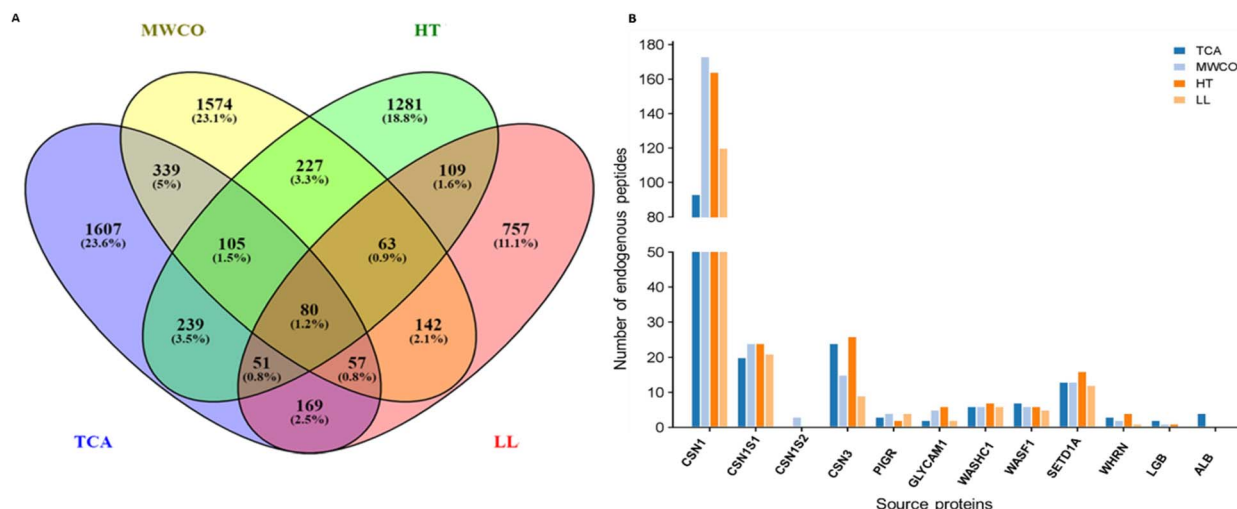 A
MWCO
HT
1574
(23.1%)
1281
(18.8%)
339
(5%)
227
(3.3%)
109
(1.6%)
1607
(23.6%)
105
(1.5%)
63
(0.9%)
757
(11.1%)
80
(1.2%)
239
(3.5%)
142
(2.1%)
51
(0.8%)
57
(0.8%)
169
(2.5%)
TCA
LL
B
Number of endogenous peptides
180
160
140
120
100
80
50
40
30
20
10
0
TCA
MWCO
HT
LL
CSN1
CSN1S1
CSN1S2
CSN3
PIGR
GLYCAM1
WASHC1
WASF1
SETD1A
WHRN
LGB
ALB
Source proteins